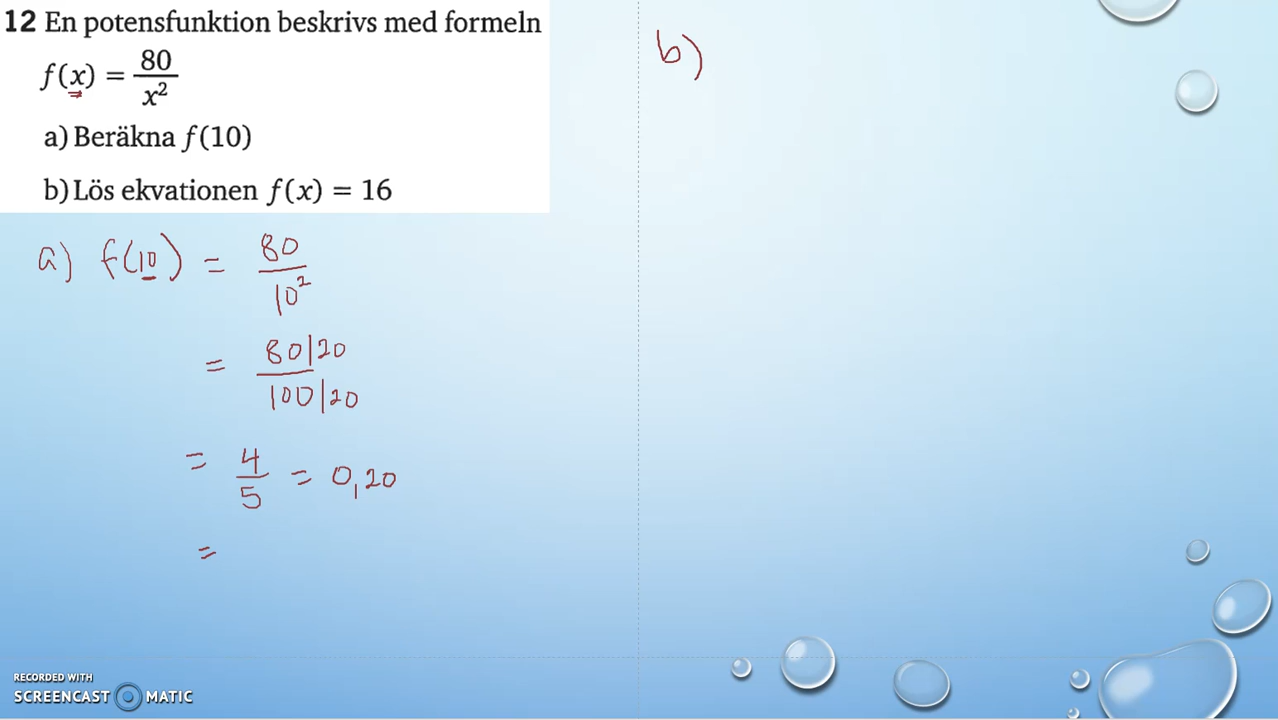 12 En potensfunktion beskrivs med formeln
f(x) = 80/x²
a) Beräkna f(10)
b) Lös ekvationen f(x) = 16
a) f(10) = 80/10²
= 80|20/100|20
= 4/5 = 0,20
=
b)
RECORDED WITH
SCREENCAST MATIC